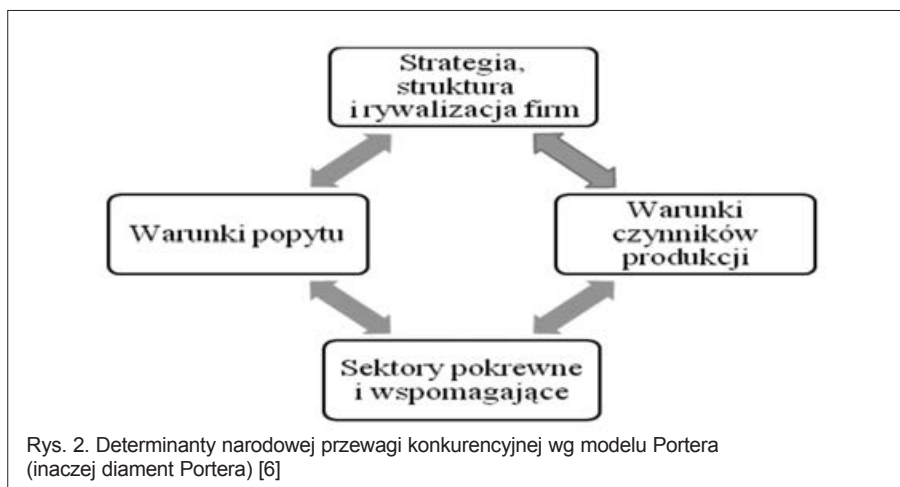 Strategia,
struktura
i rywalizacja firm
Warunki popytu
Warunki
czynników
produkcji
Sektory pokrewne
i wspomagające
Rys. 2. Determinanty narodowej przewagi konkurencyjnej wg modelu Portera
(inaczej diament Portera) [6]